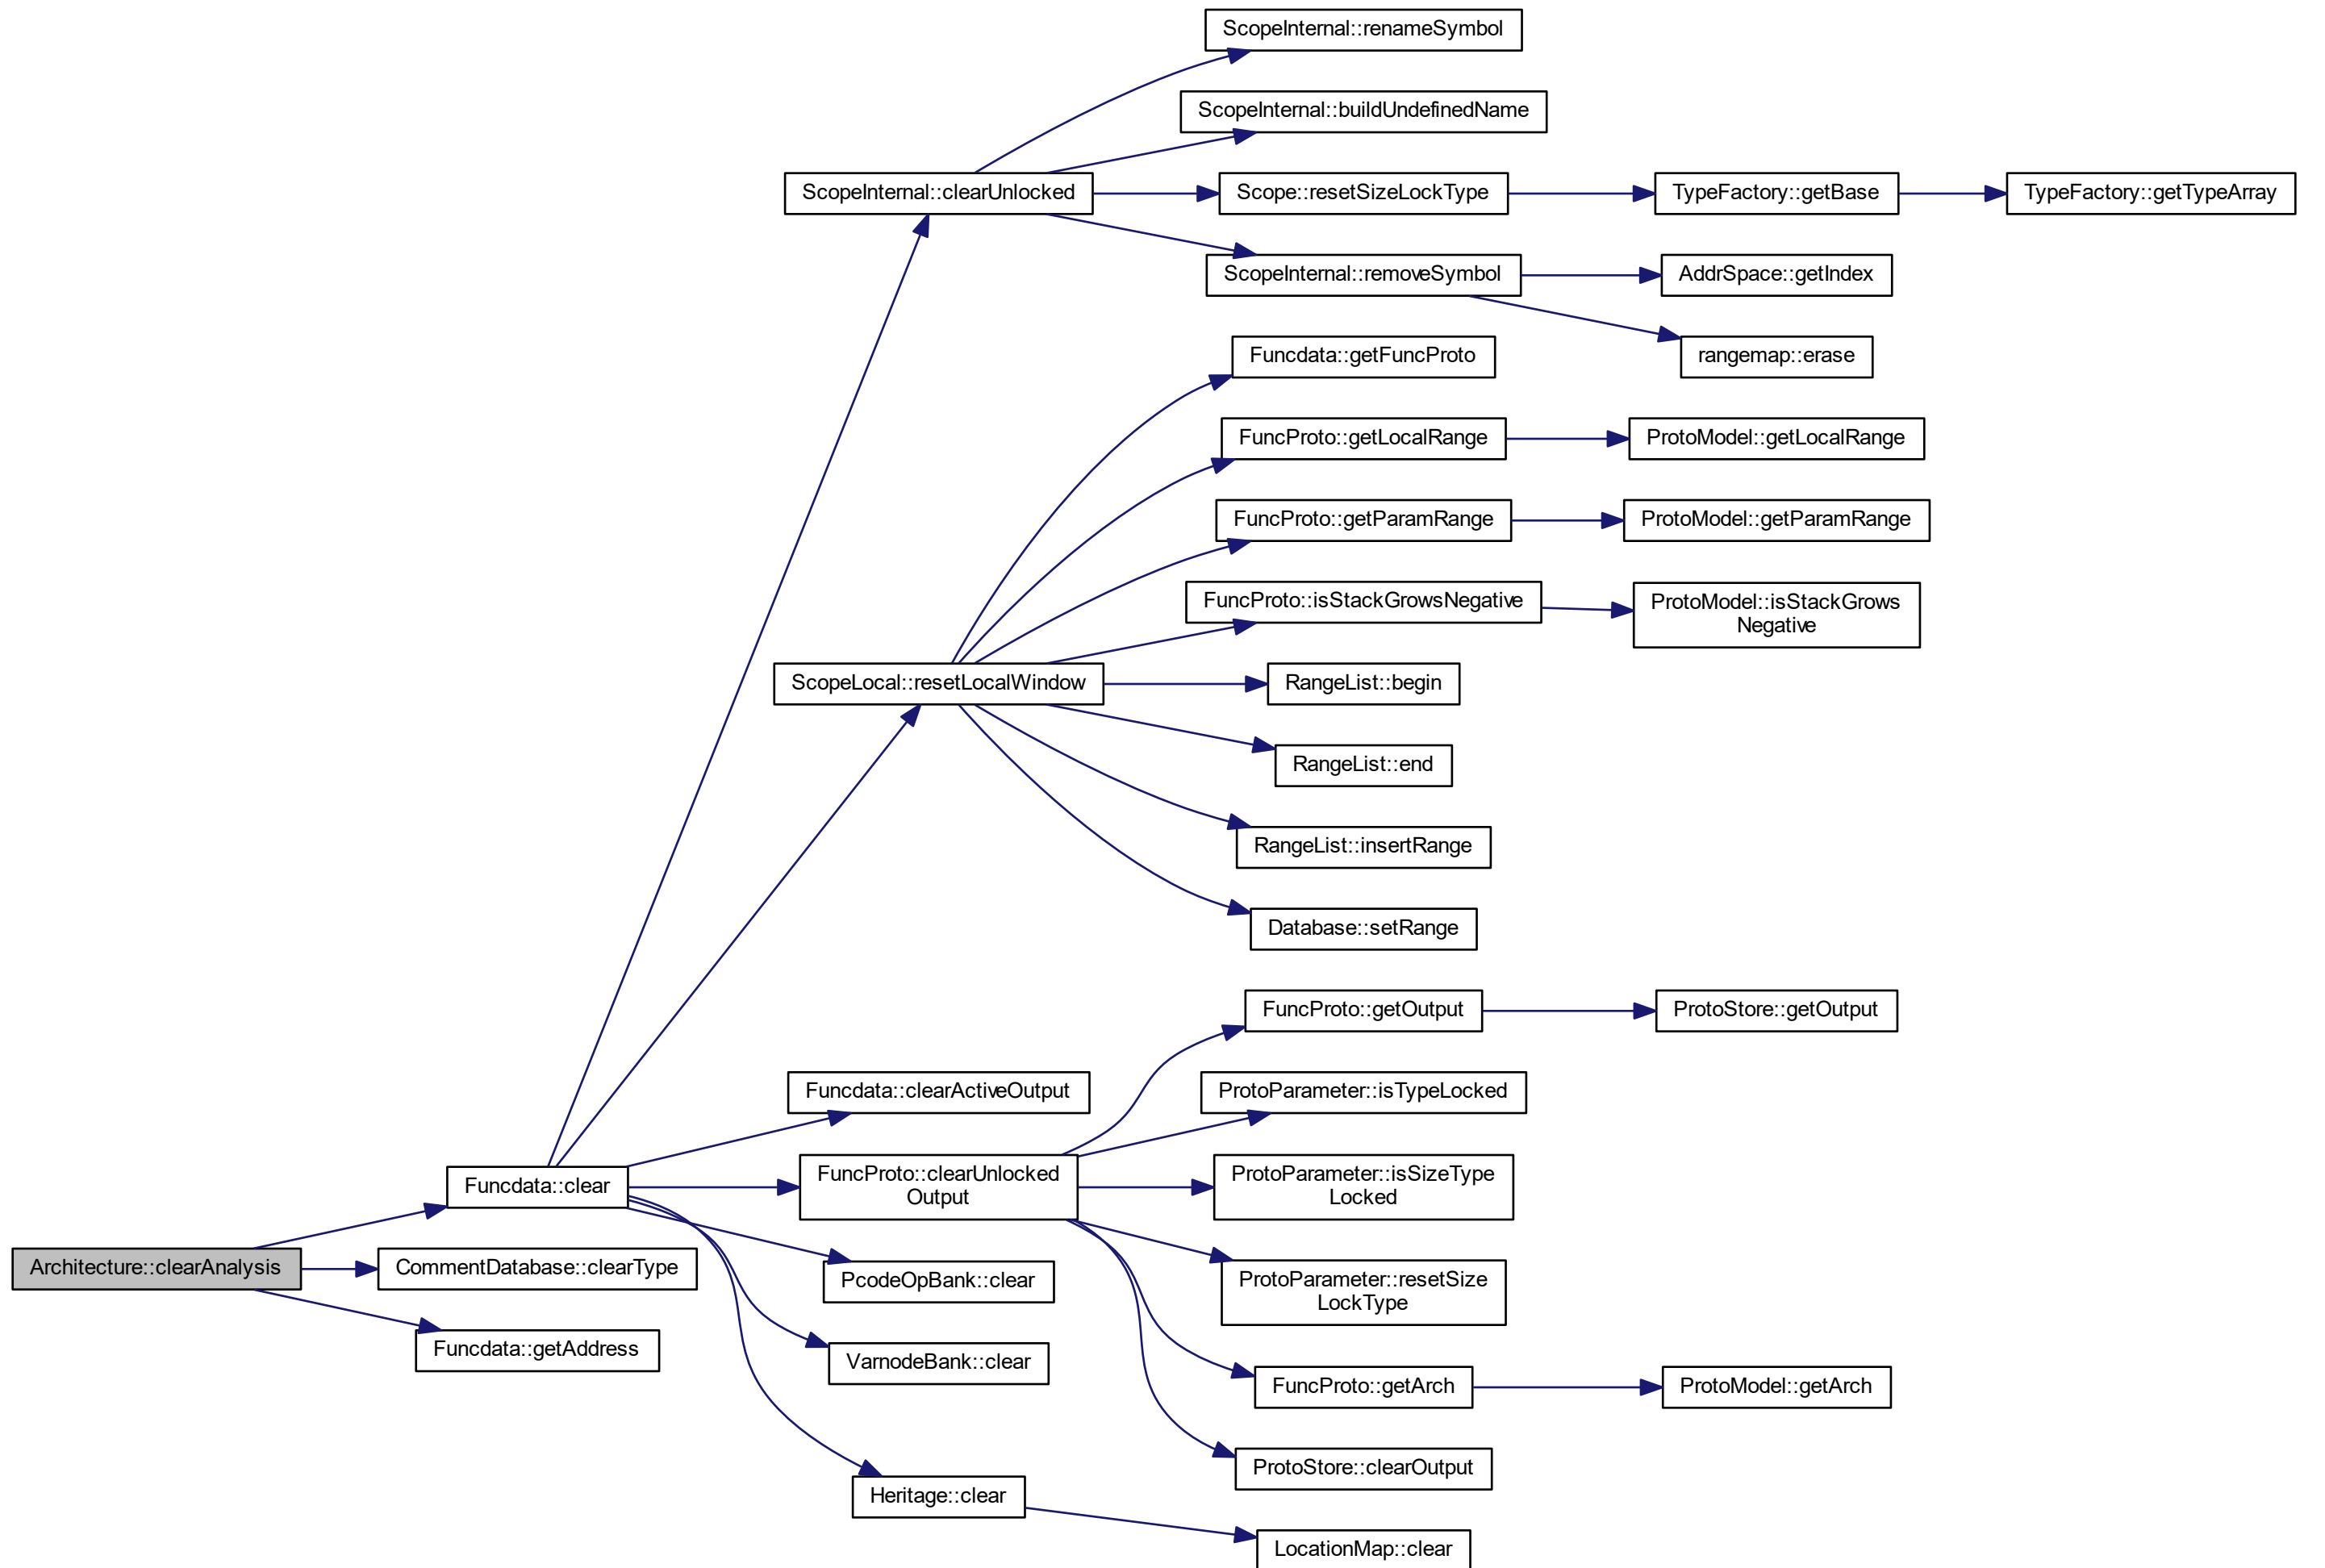 ScopeInternal::renameSymbol
ScopeInternal::buildUndefinedName
ScopeInternal::clearUnlocked
Scope::resetSizeLockType
TypeFactory::getBase
TypeFactory::getTypeArray
ScopeInternal::removeSymbol
AddrSpace::getIndex
rangemap::erase
Funcdata::getFuncProto
FuncProto::getLocalRange
ProtoModel::getLocalRange
FuncProto::getParamRange
ProtoModel::getParamRange
FuncProto::isStackGrowsNegative
ProtoModel::isStackGrows
Negative
ScopeLocal::resetLocalWindow
RangeList::begin
RangeList::end
RangeList::insertRange
Database::setRange
FuncProto::getOutput
ProtoStore::getOutput
Funcdata::clearActiveOutput
ProtoParameter::isTypeLocked
Funcdata::clear
FuncProto::clearUnlocked
Output
ProtoParameter::isSizeType
Locked
Architecture::clearAnalysis
CommentDatabase::clearType
PcodeOpBank::clear
ProtoParameter::resetSize
LockType
Funcdata::getAddress
VarnodeBank::clear
FuncProto::getArch
ProtoModel::getArch
ProtoStore::clearOutput
Heritage::clear
LocationMap::clear